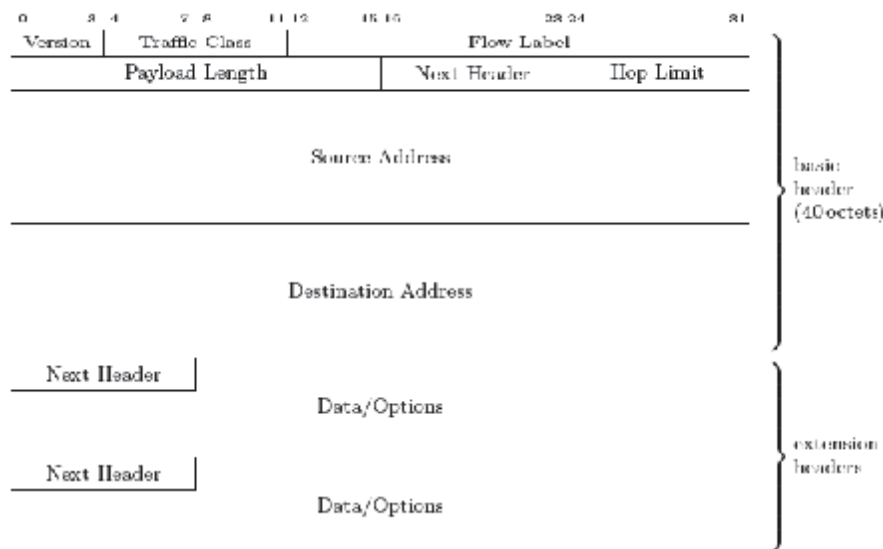 0 3 4 7 8 11 12 15 16 23 24 31
Version Traffic Class Flow Label
Payload Length Next Header Hop Limit
Source Address
basic
header
(40 octets)
Destination Address
Next Header
Data/Options
extension
headers
Next Header
Data/Options